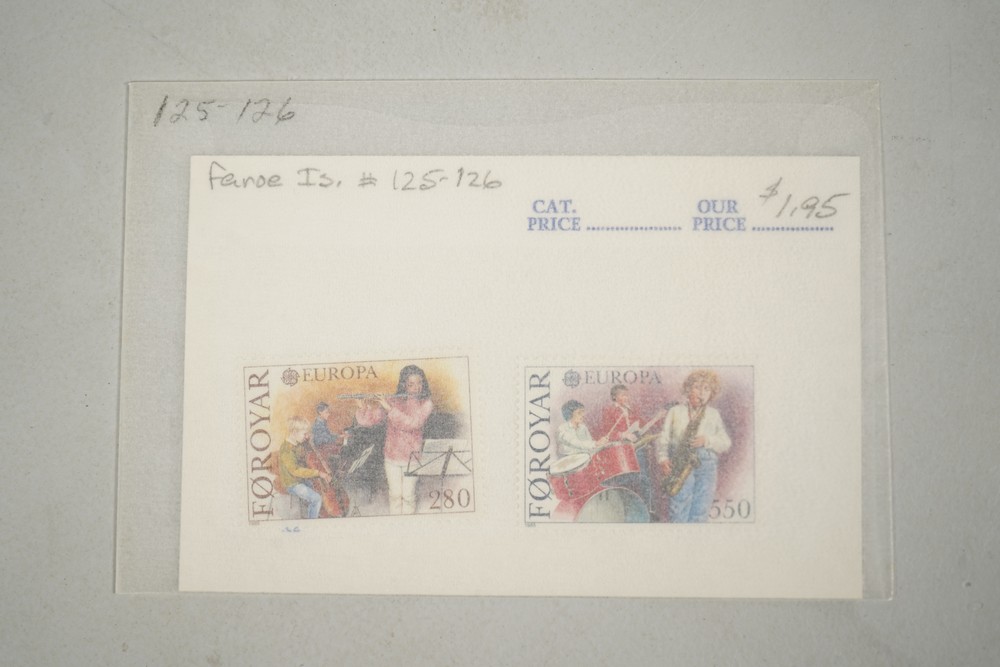 125-126
Faroe Is. # 125-126
CAT. PRICE ........................ OUR PRICE .................... $1.95
FØROYAR EUROPA 280
FØROYAR EUROPA 550